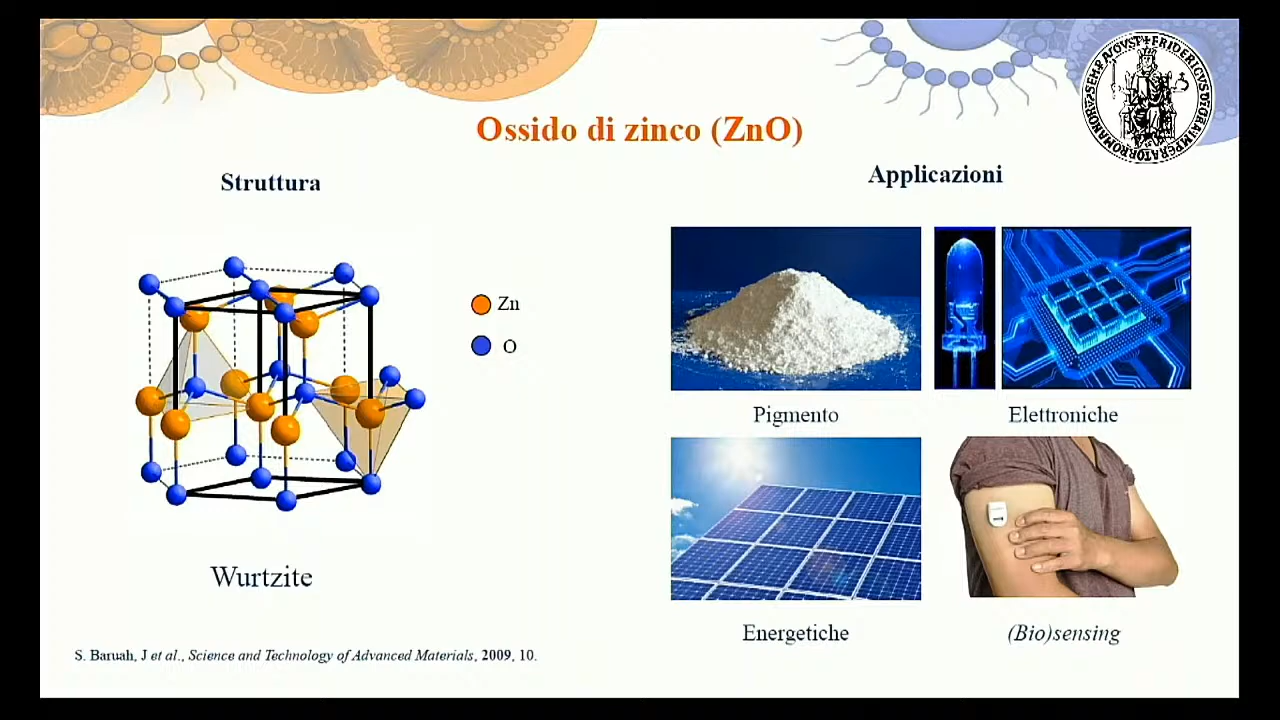 Ossido di zinco (ZnO)
Struttura
Applicazioni
Zn
O
Pigmento
Elettroniche
Wurtzite
Energetiche
(Bio)sensing
S. Baruah, J et al., Science and Technology of Advanced Materials, 2009, 10.